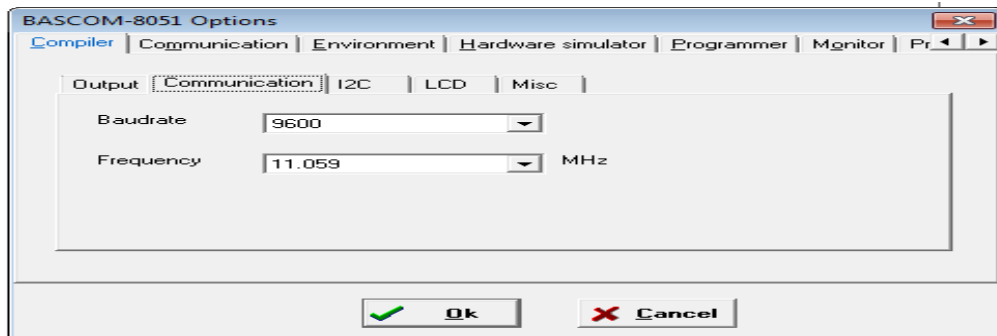 BASCOM-8051 Options
Compiler Communication Environment Hardware simulator Programmer Monitor Pr
Output Communication I2C LCD Misc
Baudrate 9600
Frequency 11.059 MHz
Ok Cancel